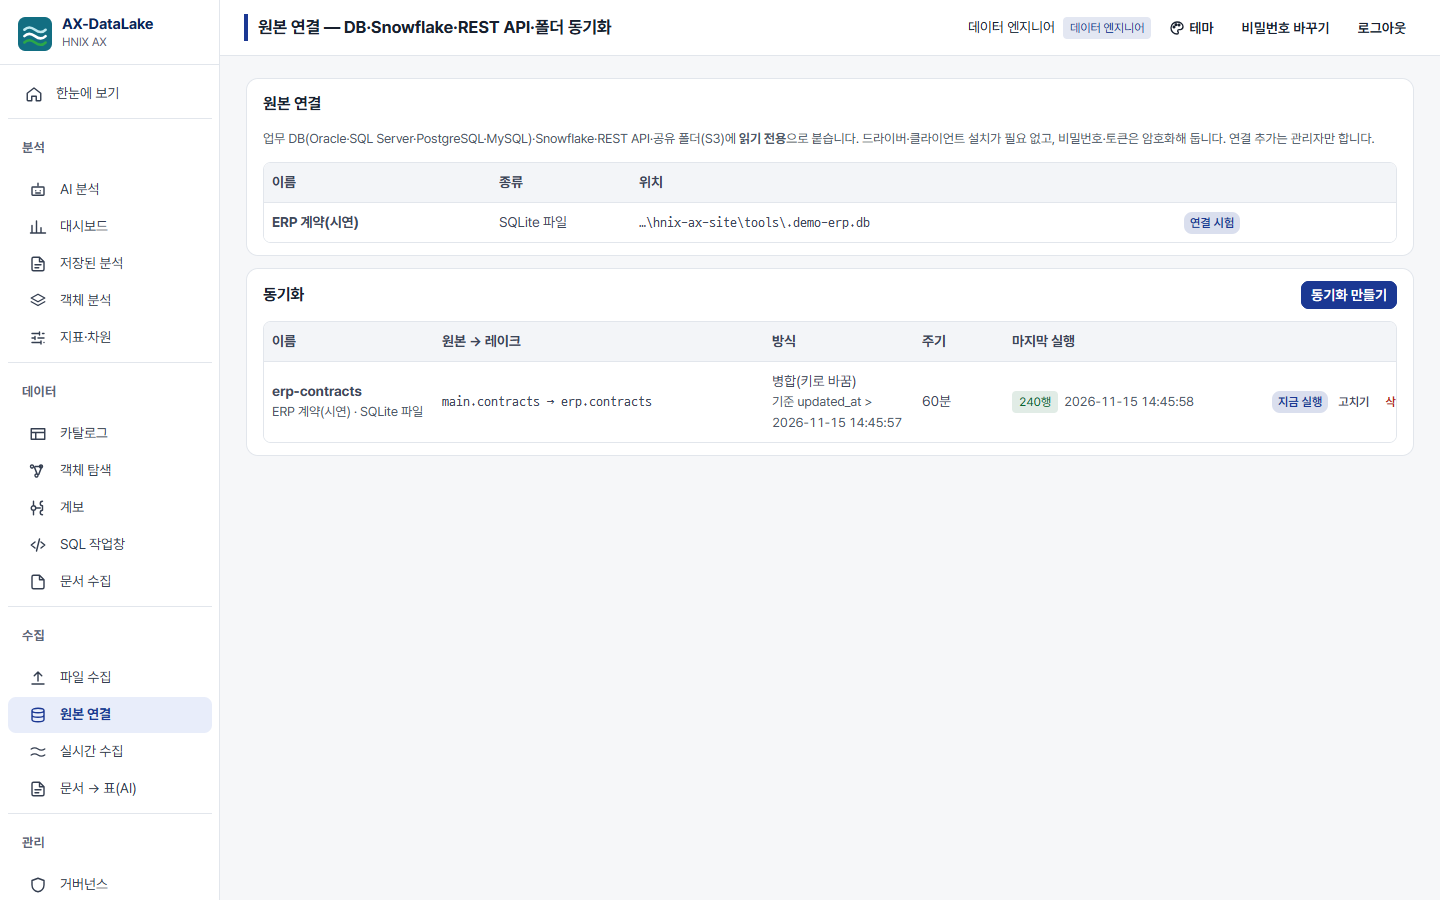 AX-DataLake
HNIX AX
한눈에 보기
분석
AI 분석
대시보드
저장된 분석
객체 분석
지표·차원
데이터
카탈로그
객체 탐색
계보
SQL 작업창
문서 수집
수집
파일 수집
원본 연결
실시간 수집
문서 → 표(AI)
관리
거버넌스
원본 연결 — DB·Snowflake·REST API·폴더 동기화
데이터 엔지니어 데이터 엔지니어 테마 비밀번호 바꾸기 로그아웃
원본 연결
업무 DB(Oracle·SQL Server·PostgreSQL·MySQL)·Snowflake·REST API·공유 폴더(S3)에 읽기 전용으로 붙습니다. 드라이버·클라이언트 설치가 필요 없고, 비밀번호·토큰은 암호화해 둡니다. 연결 추가는 관리자만 합니다.
이름 종류 위치
ERP 계약(시연) SQLite 파일 …\hnix-ax-site\tools\.demo-erp.db 연결 시험
동기화 동기화 만들기
이름 원본 → 레이크 방식 주기 마지막 실행
erp-contracts
ERP 계약(시연) · SQLite 파일
main.contracts → erp.contracts
병합(키로 바꿈)
기준 updated_at >
2026-11-15 14:45:57
60분
240행 2026-11-15 14:45:58
지금 실행 고치기 삭